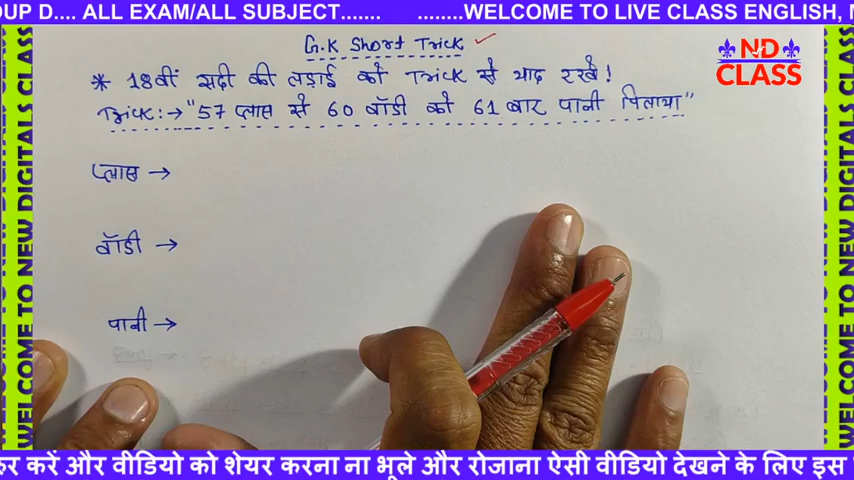 OUP D.... ALL EXAM/ALL SUBJECT....... ........WELCOME TO LIVE CLASS ENGLISH,
G.K Short Trick
ND
CLASS
* 18वीं सदी की लड़ाई को Trick से याद रखें!
Trick:→ "57 प्लास से 60 बॉडी को 61 बार पानी पिलाया"
प्लास →
बॉडी →
पानी →
WELCOME TO NEW DIGITALS CLASS
WELCOME TO NEW DIGITALS CLASS
करें और वीडियो को शेयर करना ना भूले और रोजाना ऐसी वीडियो देखने के लिए इस